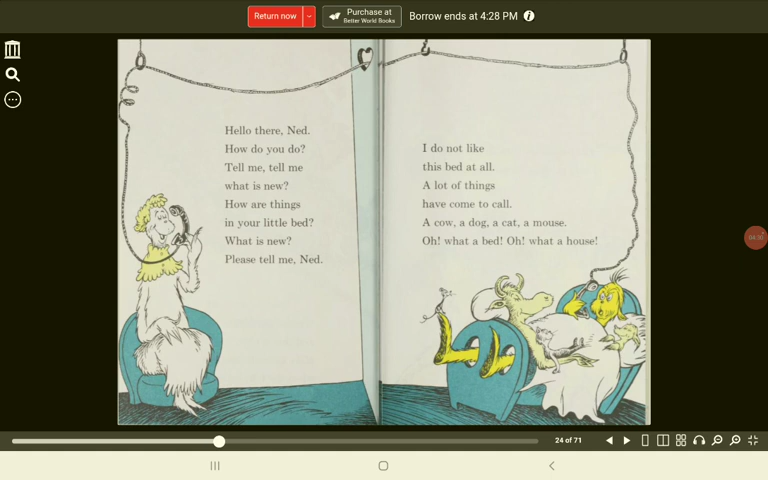 Return now
Purchase at
Better World Books
Borrow ends at 4:28 PM
Hello there, Ned.
How do you do?
Tell me, tell me
what is new?
How are things
in your little bed?
What is new?
Please tell me, Ned.
I do not like
this bed at all.
A lot of things
have come to call.
A cow, a dog, a cat, a mouse.
Oh! what a bed! Oh! what a house!
24 of 71